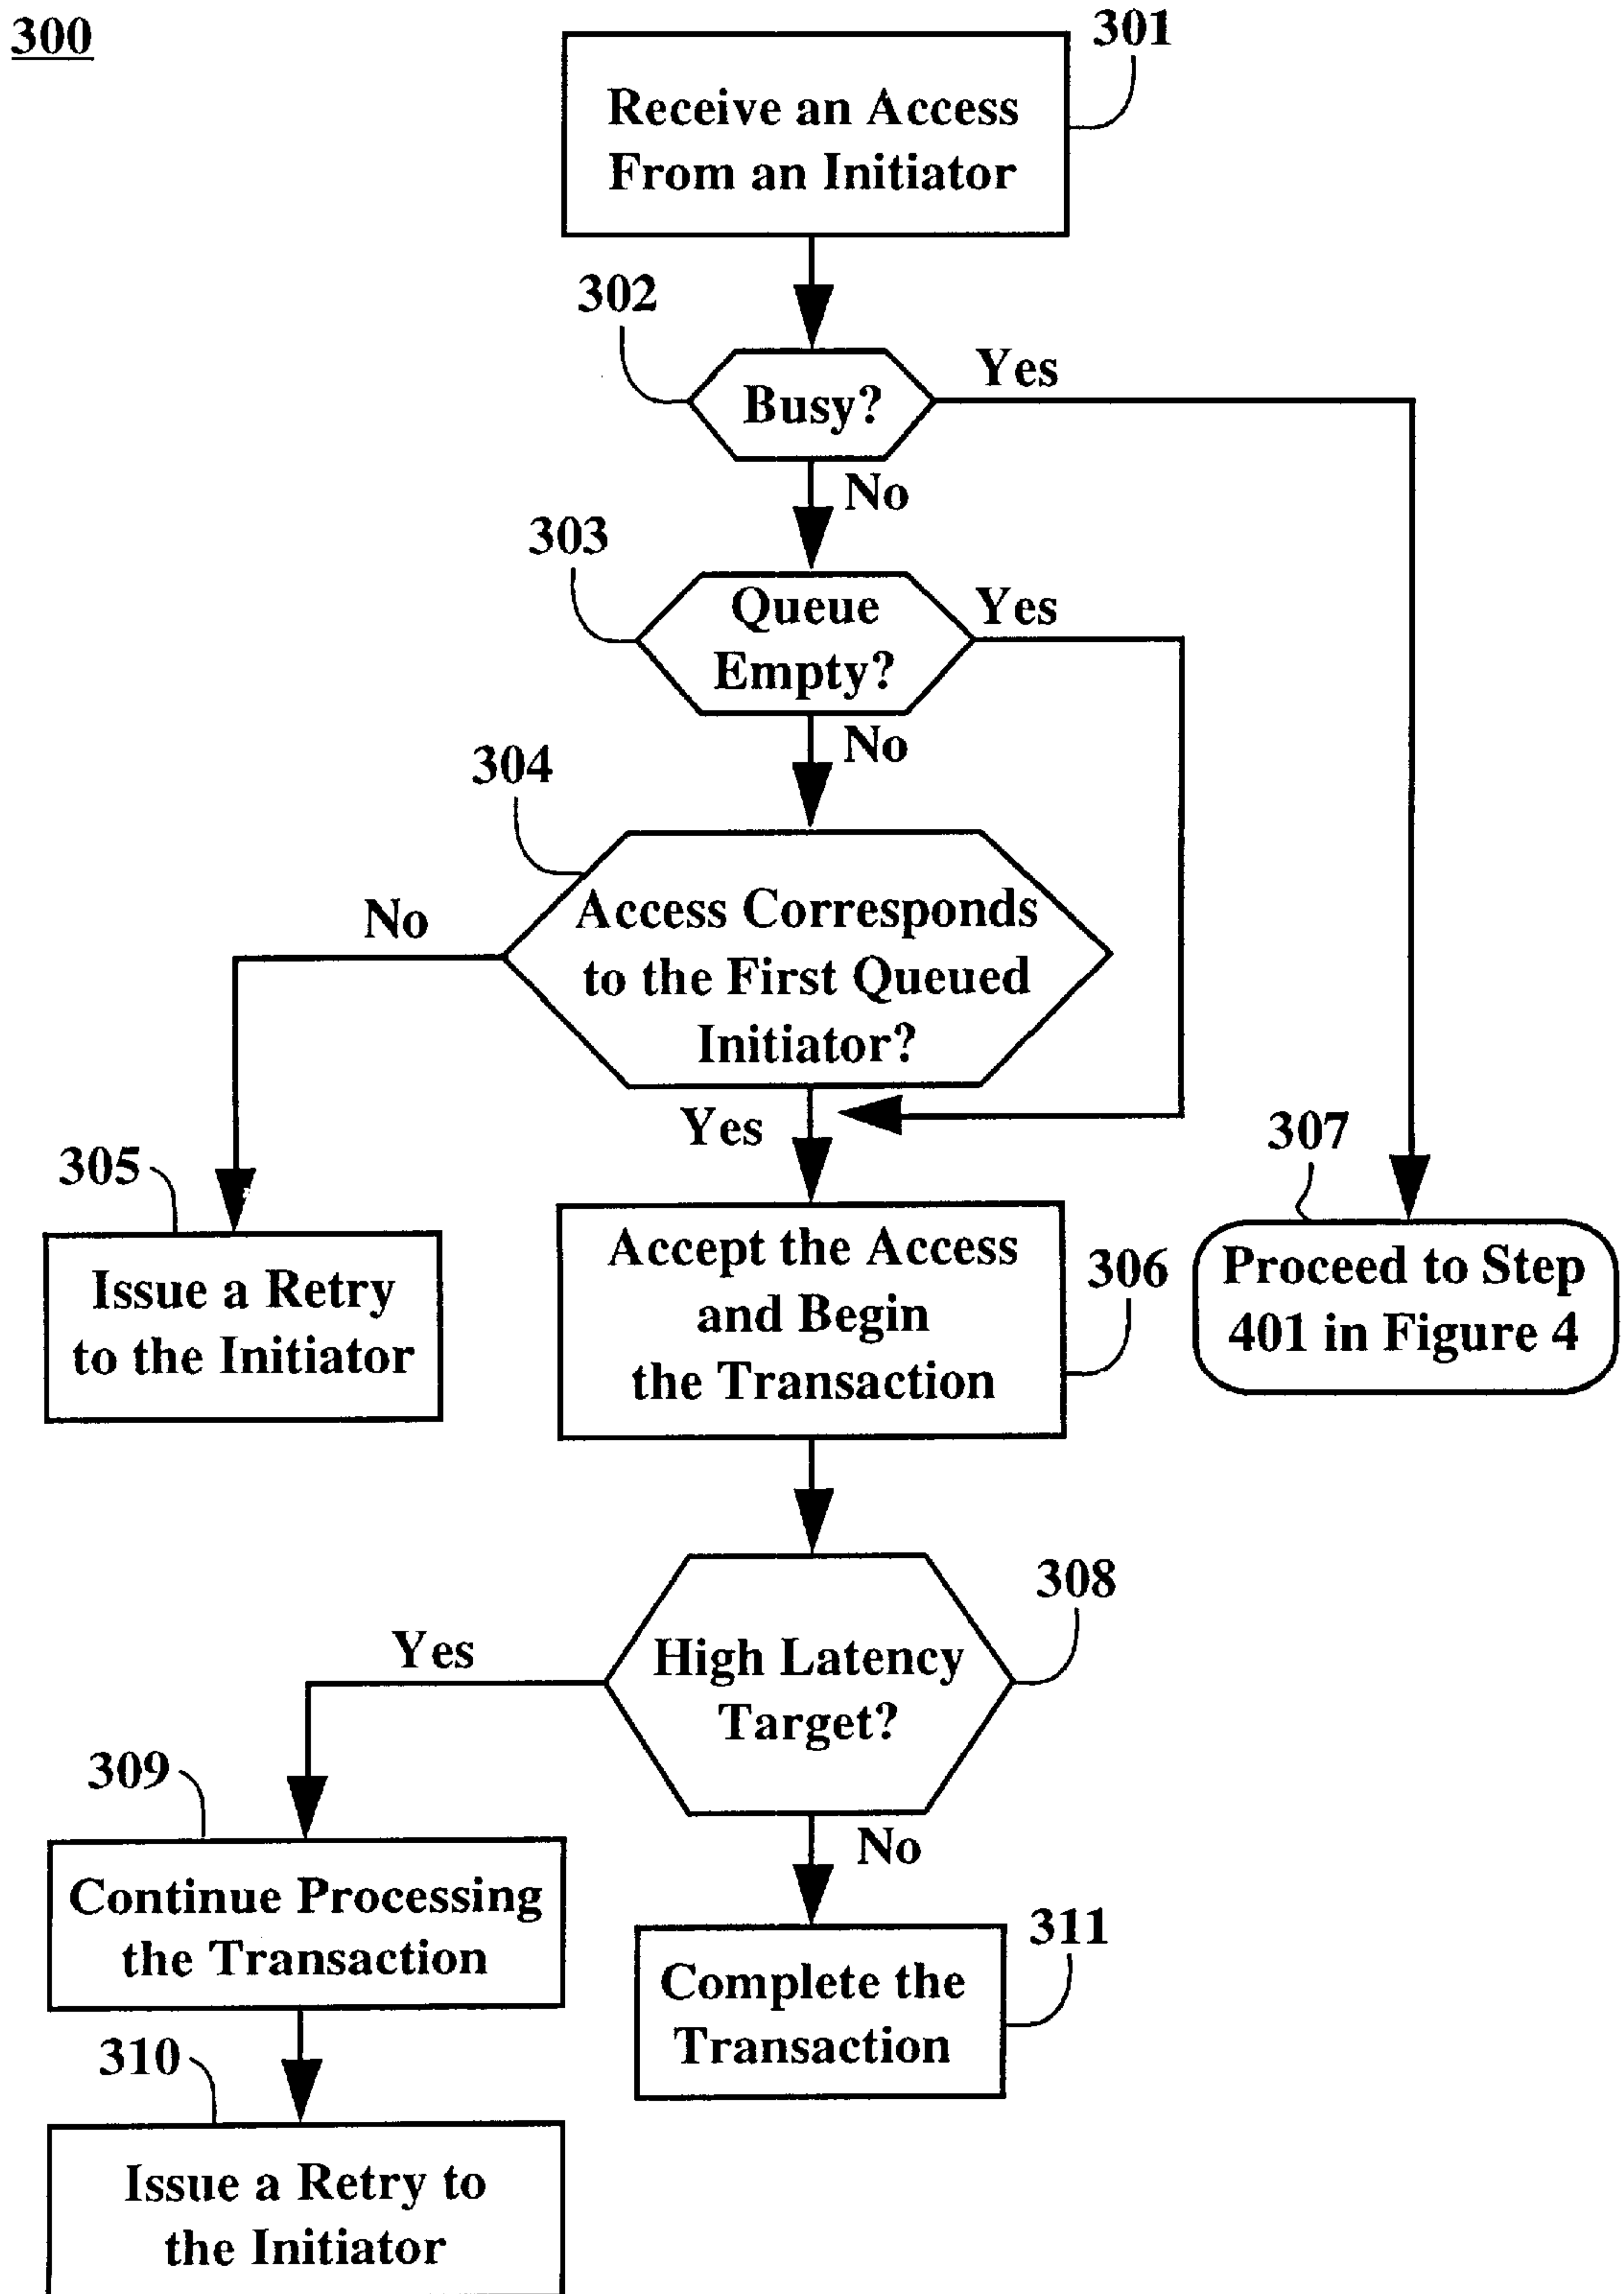 300
301
Receive an Access
From an Initiator
302
Busy?
Yes
No
303
Queue
Empty?
Yes
No
304
Access Corresponds
to the First Queued
Initiator?
No
Yes
305
Issue a Retry
to the Initiator
306
Accept the Access
and Begin
the Transaction
307
Proceed to Step
401 in Figure 4
308
High Latency
Target?
Yes
No
309
Continue Processing
the Transaction
310
Issue a Retry to
the Initiator
311
Complete the
Transaction